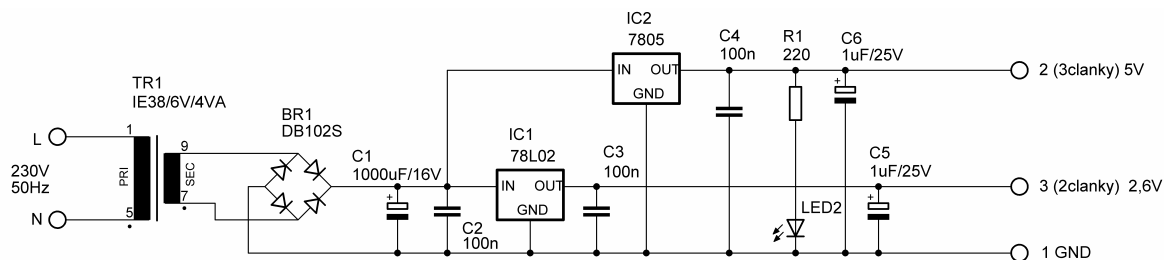 TR1
IE38/6V/4VA
L
230V
50Hz
N
1
5
PRI
9
SEC
7
BR1
DB102S
C1
1000uF/16V
C2
100n
IC1
78L02
IN OUT
GND
C3
100n
IC2
7805
IN OUT
GND
C4
100n
R1
220
LED2
C6
1uF/25V
C5
1uF/25V
+
+
+
2 (3clanky) 5V
3 (2clanky) 2,6V
1 GND